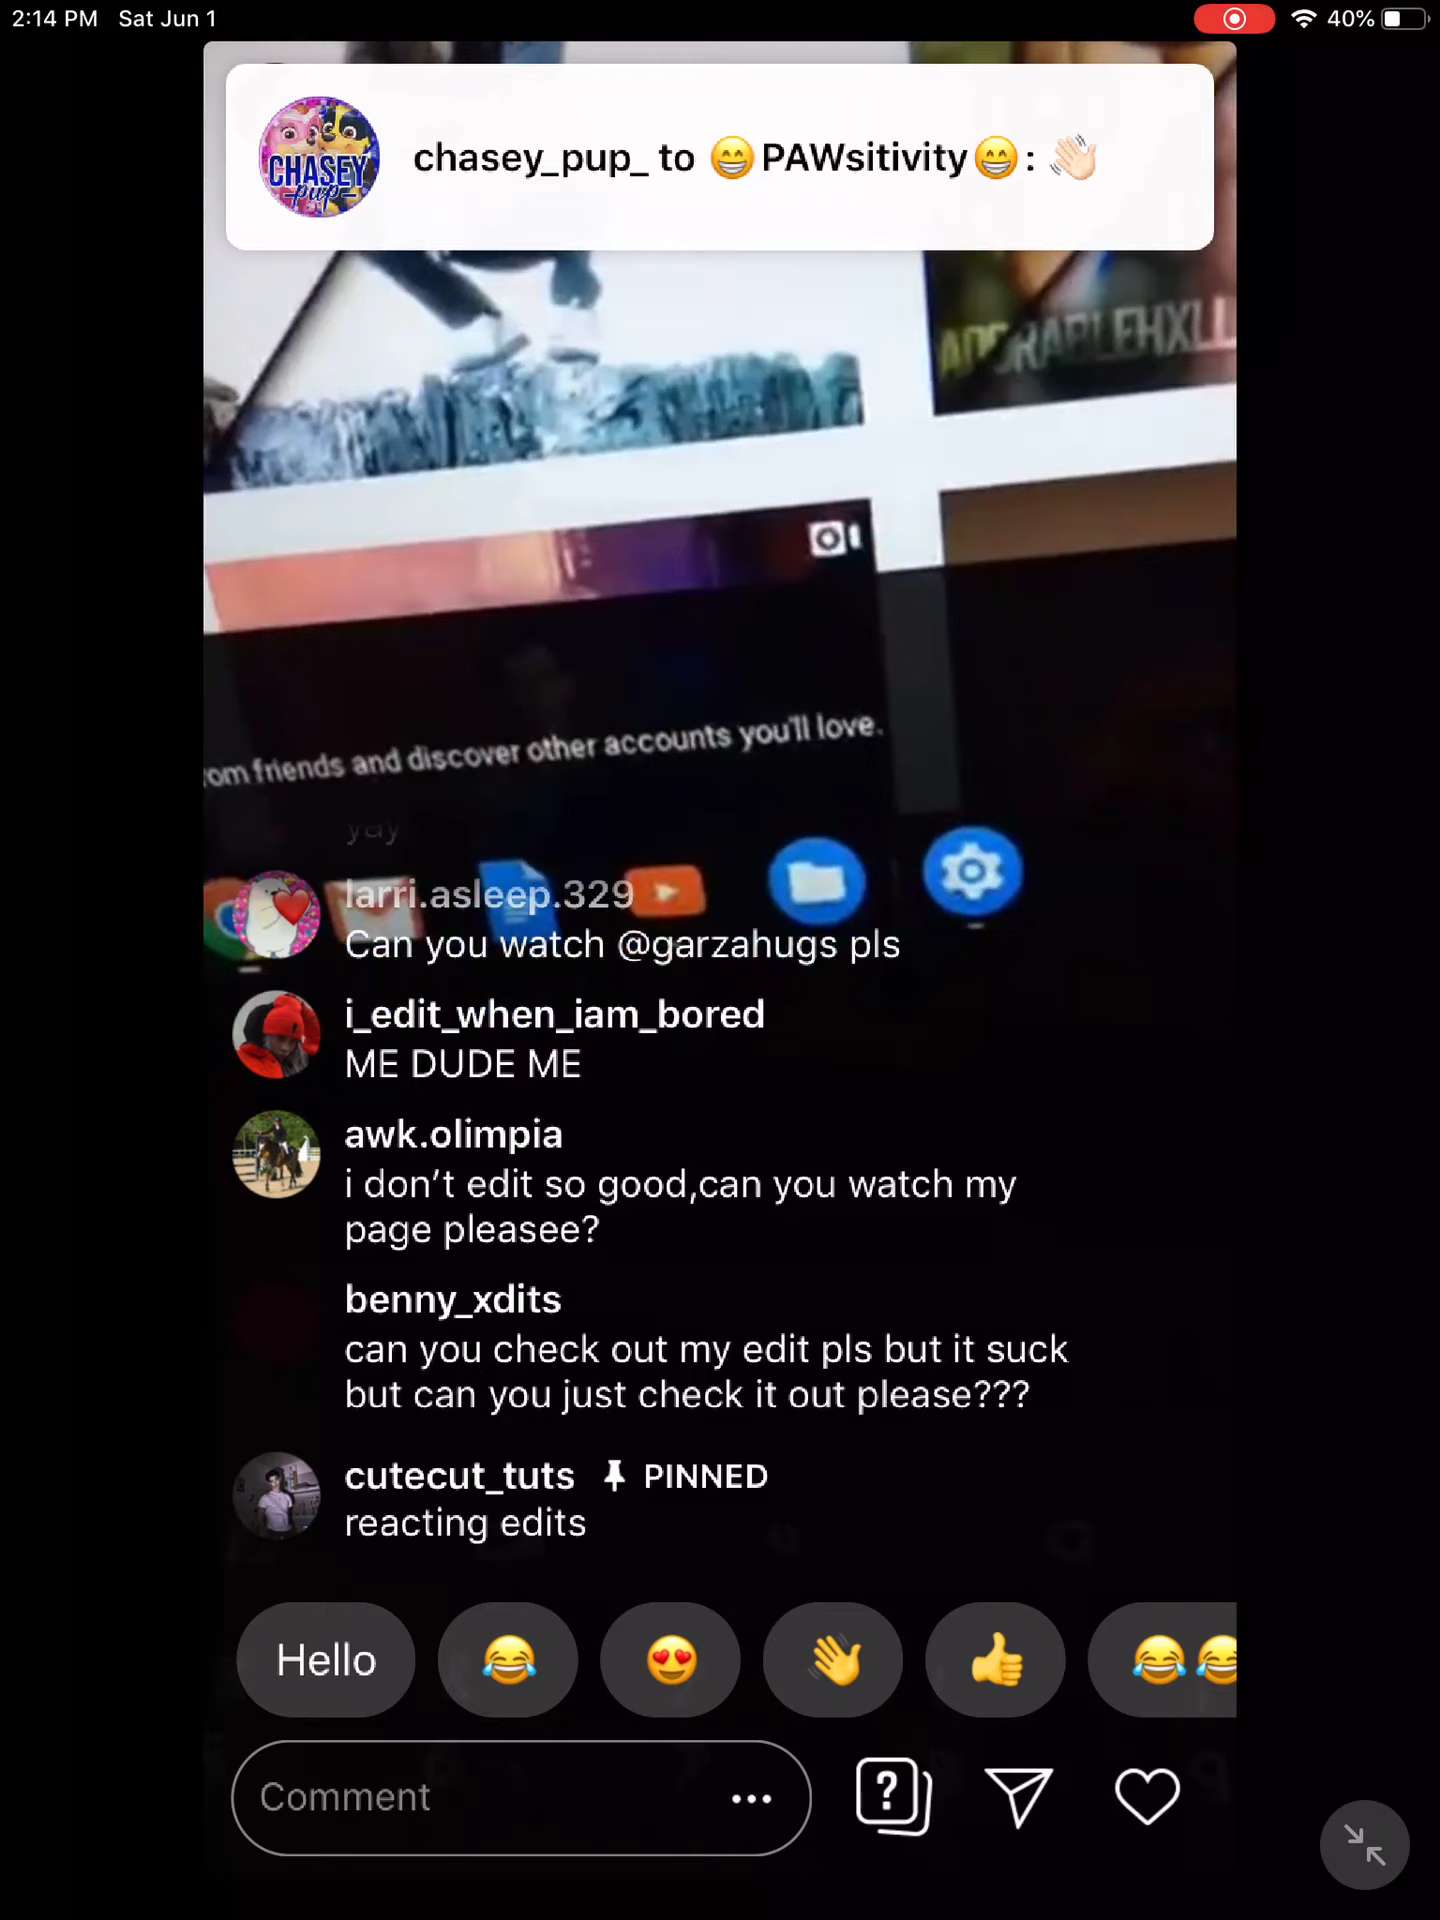 2:14 PM Sat Jun 1
40%
CHASEY
pup
chasey_pup_ to 😁PAWsitivity😁: 👋🏻
ADORABLEHXLL
om friends and discover other accounts you'll love.
yay
larri.asleep.329
Can you watch @garzahugs pls
i_edit_when_iam_bored
ME DUDE ME
awk.olimpia
i don’t edit so good,can you watch my
page pleasee?
benny_xdits
can you check out my edit pls but it suck
but can you just check it out please???
cutecut_tuts PINNED
reacting edits
Hello 😂 😍 👋 👍 😂😂
Comment ...
?